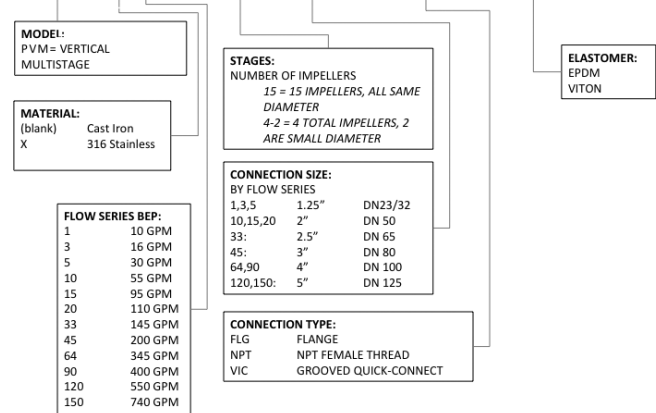 MODEL:
PVM= VERTICAL
MULTISTAGE
MATERIAL:
(blank) Cast Iron
X 316 Stainless
FLOW SERIES BEP:
1 10 GPM
3 16 GPM
5 30 GPM
10 55 GPM
15 95 GPM
20 110 GPM
33 145 GPM
45 200 GPM
64 345 GPM
90 400 GPM
120 550 GPM
150 740 GPM
STAGES:
NUMBER OF IMPELLERS
15 = 15 IMPELLERS, ALL SAME
DIAMETER
4-2 = 4 TOTAL IMPELLERS, 2
ARE SMALL DIAMETER
CONNECTION SIZE:
BY FLOW SERIES
1,3,5 1.25” DN23/32
10,15,20 2” DN 50
33: 2.5” DN 65
45: 3” DN 80
64,90 4” DN 100
120,150: 5” DN 125
CONNECTION TYPE:
FLG FLANGE
NPT NPT FEMALE THREAD
VIC GROOVED QUICK-CONNECT
ELASTOMER:
EPDM
VITON